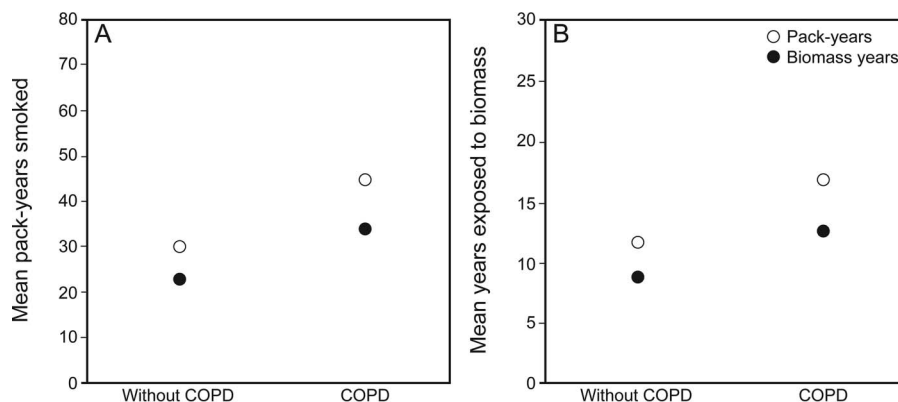 A
Mean pack-years smoked
80
70
60
50
40
30
20
10
0
Without COPD
COPD
B
Pack-years
Biomass years
Mean years exposed to biomass
30
25
20
15
10
5
0
Without COPD
COPD